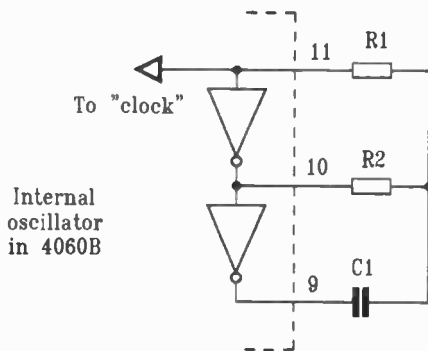 11
R1
To "clock"
10
R2
Internal
oscillator
in 4060B
9
C1